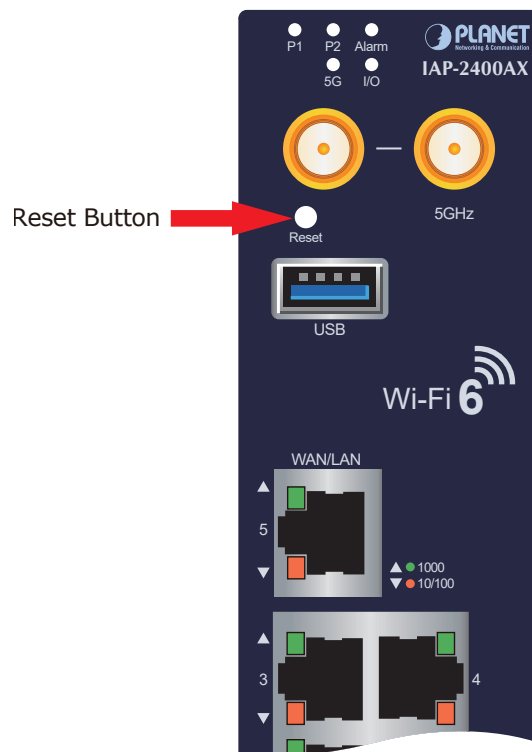 P1 P2 Alarm
5G I/O
PLANET
Networking & Communication
IAP-2400AX
5GHz
Reset Button
Reset
USB
Wi-Fi 6
WAN/LAN
5
1000
10/100
3
4